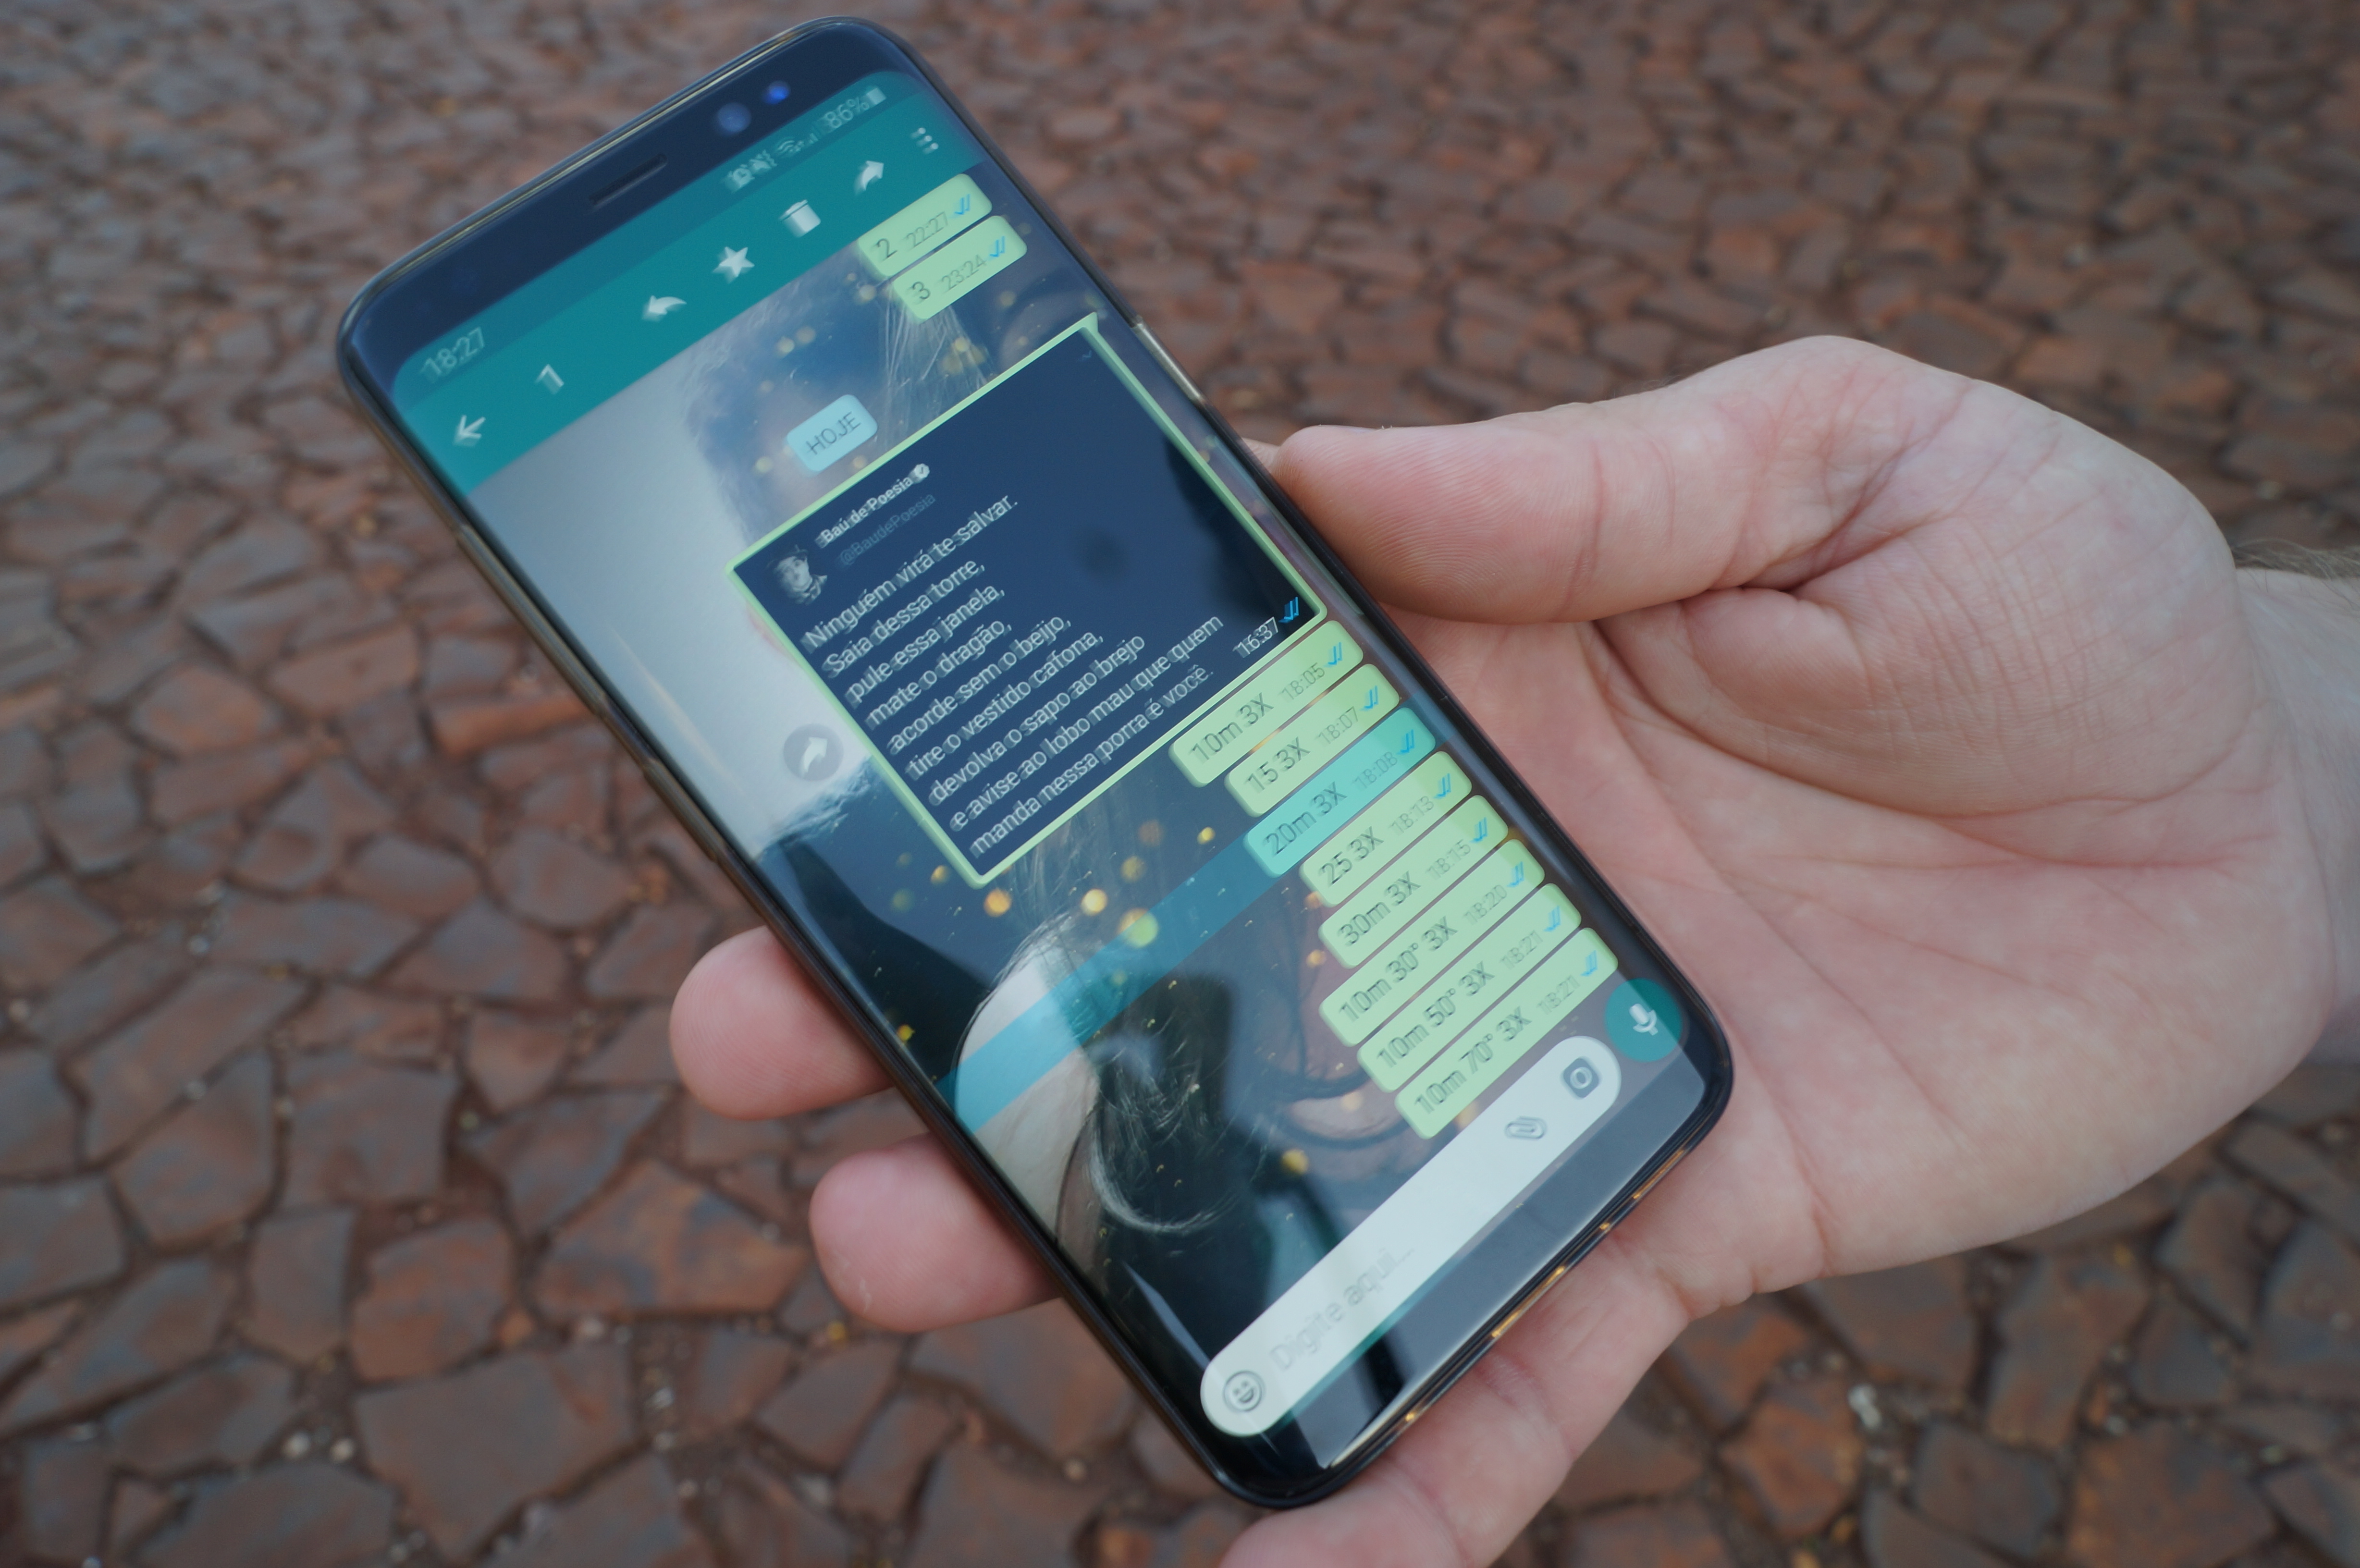 18:27
86%
1
2 22:27
3 23:24
HOJE
Baú de Poesia
@BaudePoesia
Ninguém virá te salvar.
Saia dessa torre,
pule essa janela,
mate o dragão,
acorde sem o beijo,
tire o vestido cafona,
devolva o sapo ao brejo
e avise ao lobo mau que quem
manda nessa porra é você.
16:37
10m 3X 18:05
15 3X 18:07
20m 3X 18:08
25 3X 18:13
30m 3X 18:15
10m 30° 3X 18:20
10m 50° 3X 18:21
10m 70° 3X 18:21
Digite aqui...